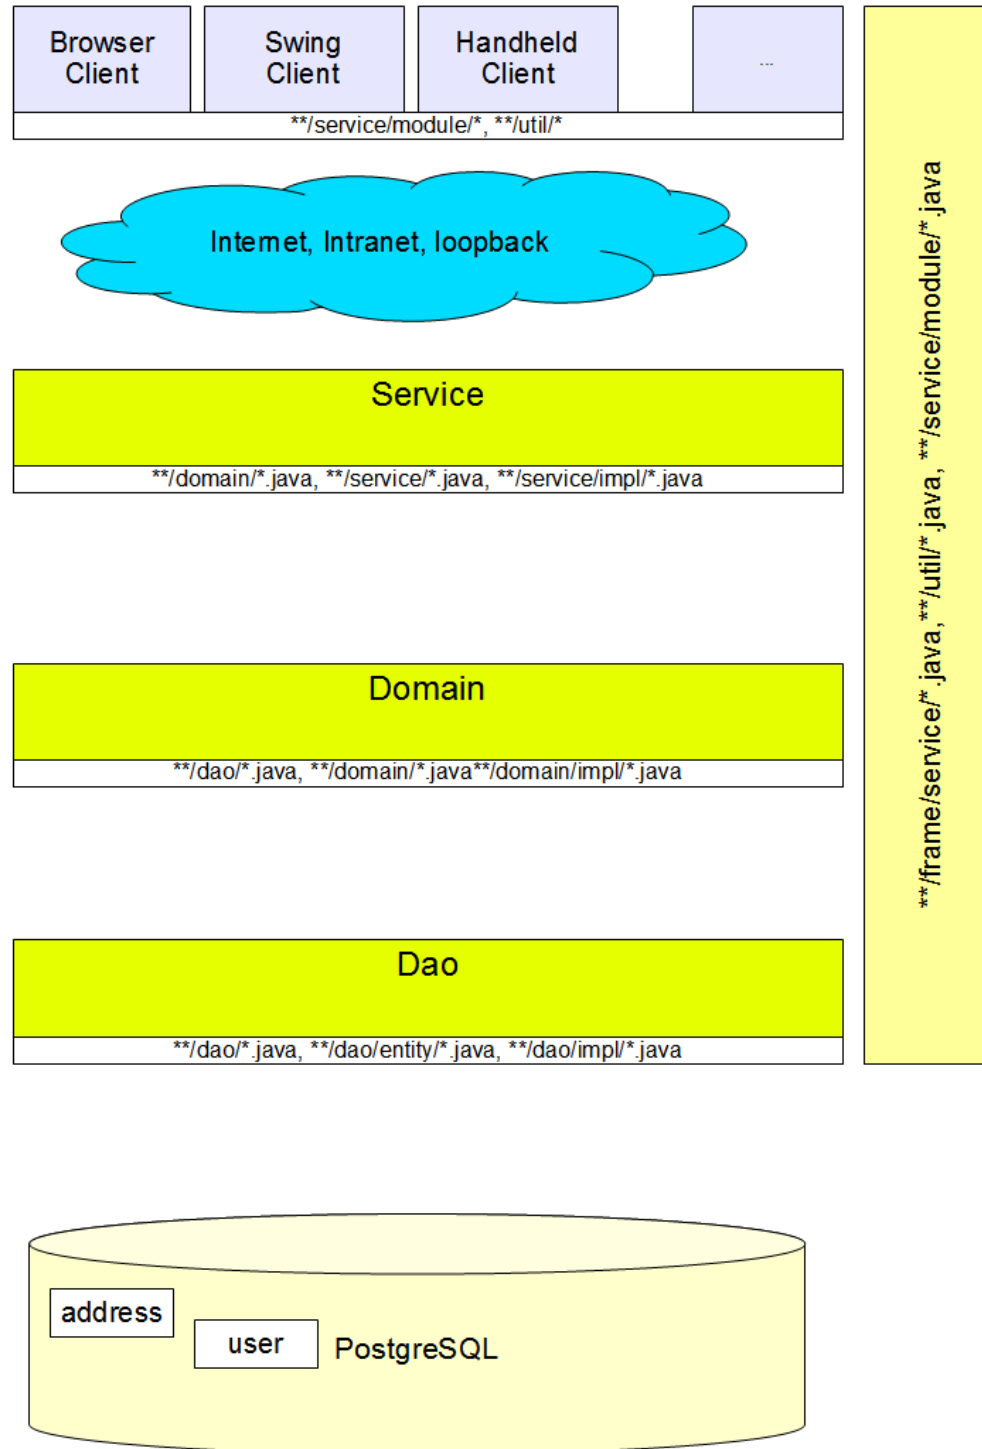 Browser
Client
Swing
Client
Handheld
Client
...
**/service/module/*, **/util/*
Internet, Intranet, loopback
Service
**/domain/*.java, **/service/*.java, **/service/impl/*.java
Domain
**/dao/*.java, **/domain/*.java**/domain/impl/*.java
Dao
**/dao/*.java, **/dao/entity/*.java, **/dao/impl/*.java
**/frame/service/*.java,**/util/*.java, **/service/module/*.java
address
user
PostgreSQL